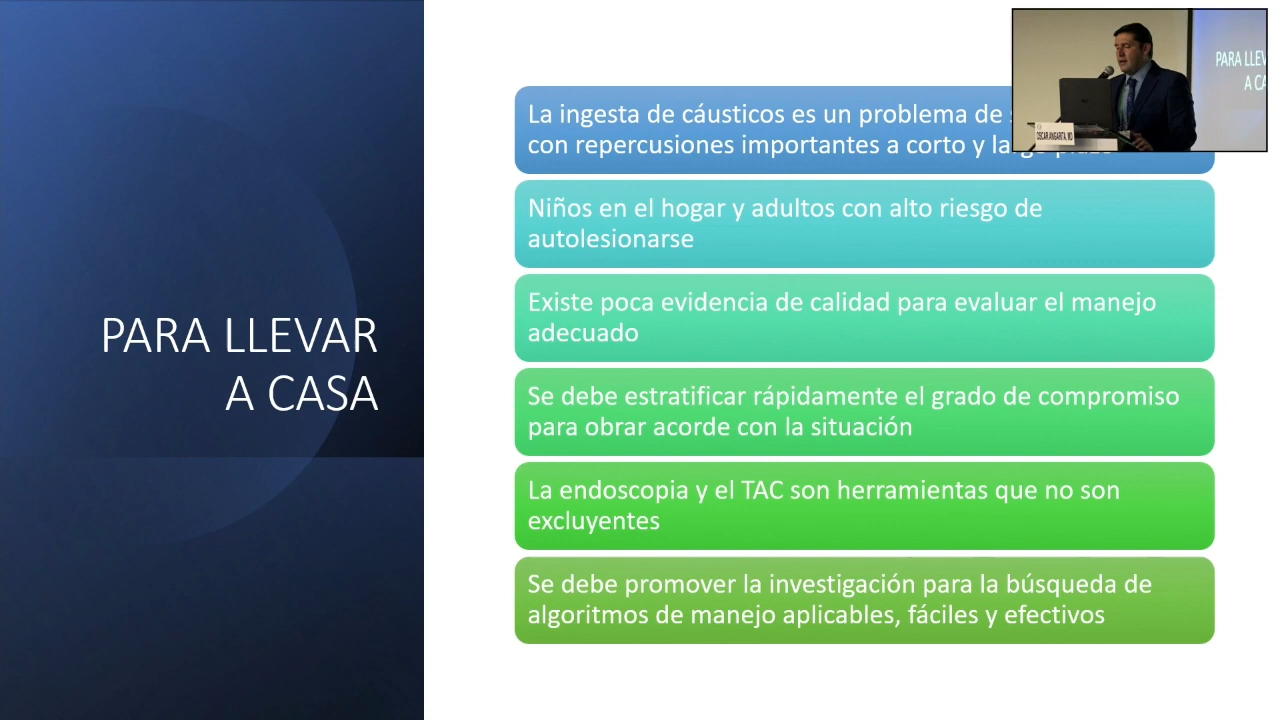 PARA LLEVAR
A CASA
La ingesta de cáusticos es un problema de
con repercusiones importantes a corto y
Niños en el hogar y adultos con alto riesgo de
autolesionarse
Existe poca evidencia de calidad para evaluar el manejo
adecuado
Se debe estratificar rápidamente el grado de compromiso
para obrar acorde con la situación
La endoscopia y el TAC son herramientas que no son
excluyentes
Se debe promover la investigación para la búsqueda de
algoritmos de manejo aplicables, fáciles y efectivos
OSCAR ANGARITA, MD
PARA
A